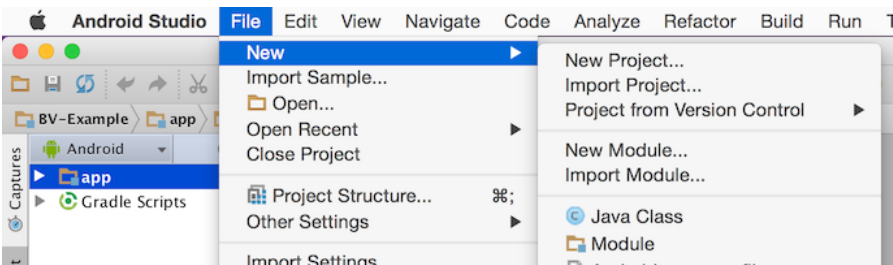 Android Studio File Edit View Navigate Code Analyze Refactor Build Run
New
Import Sample...
Open...
Open Recent
Close Project
Project Structure... ⌘;
Other Settings
Import Settings
New Project...
Import Project...
Project from Version Control
New Module...
Import Module...
Java Class
Module
BV-Example app
Captures
Android
app
Gradle Scripts